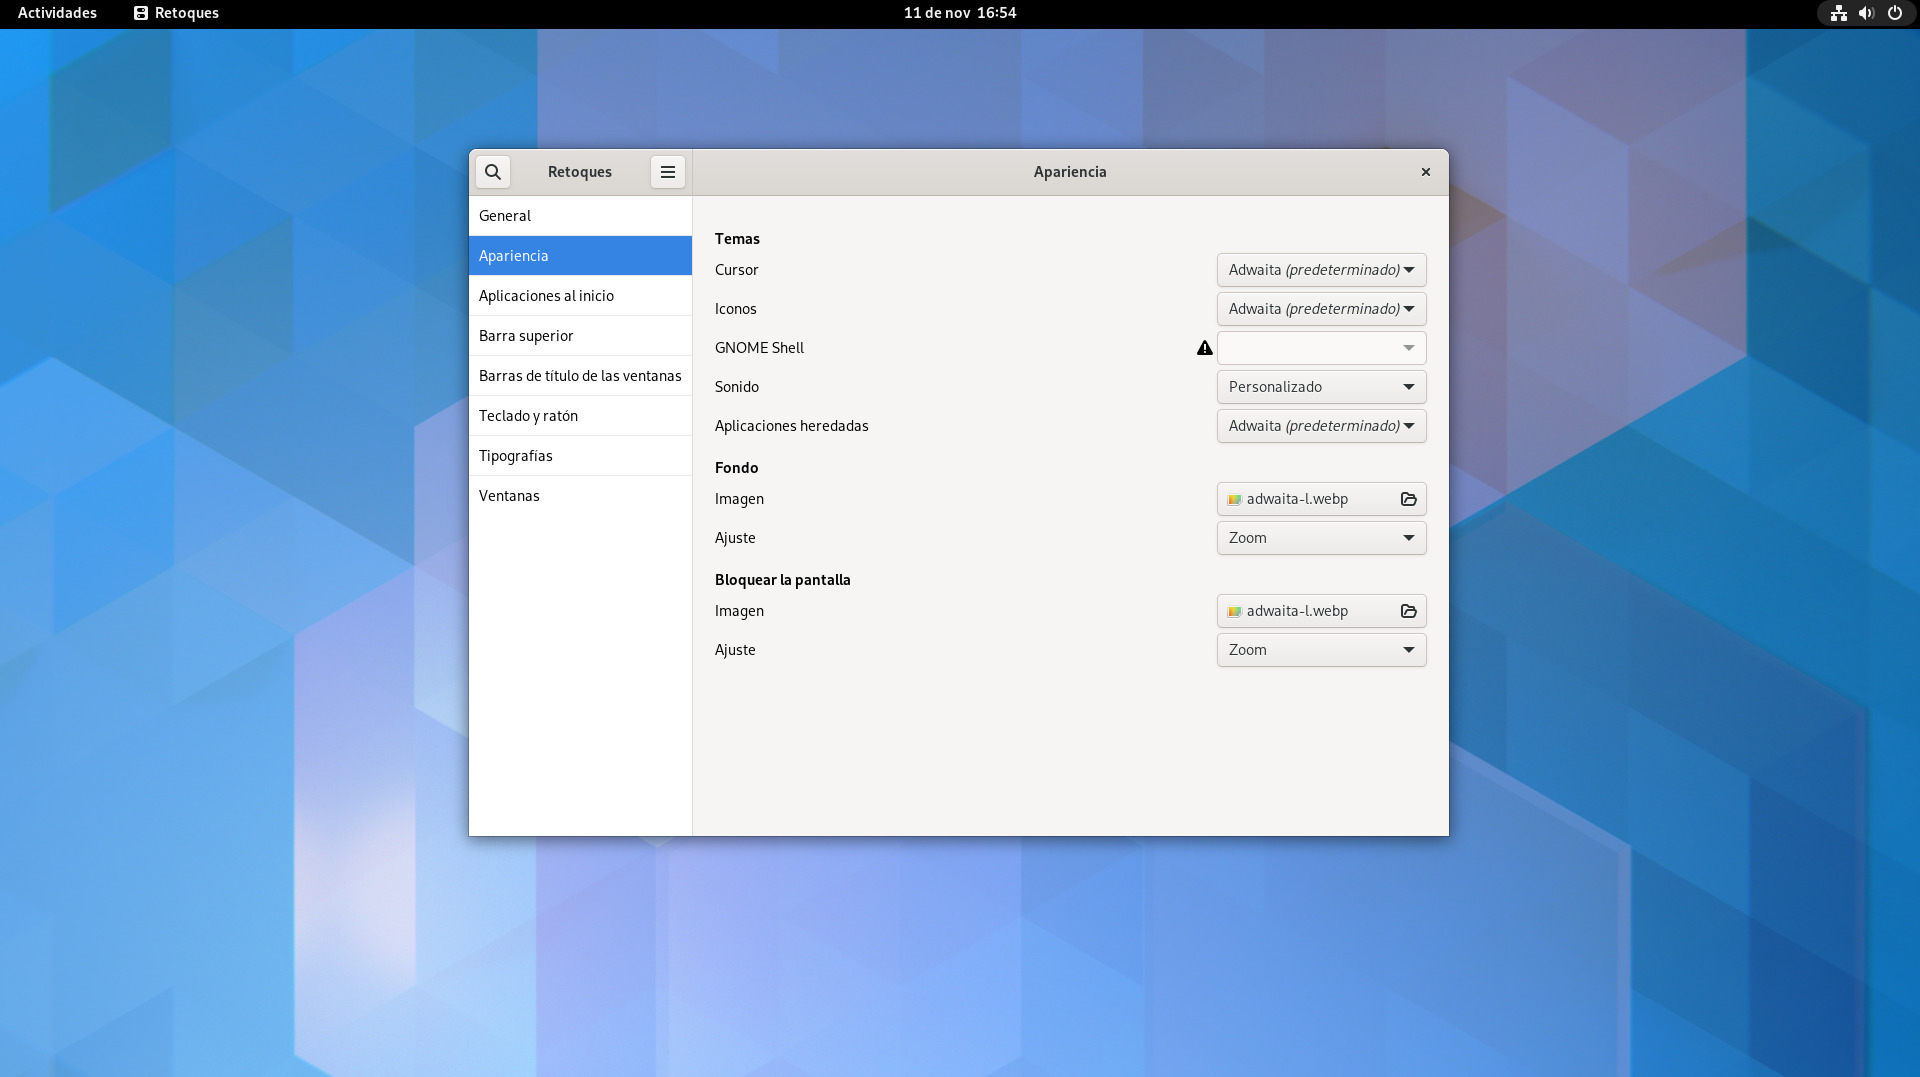 Actividades Retoques 11 de nov 16:54
Retoques Apariencia
General
Apariencia
Aplicaciones al inicio
Barra superior
Barras de título de las ventanas
Teclado y ratón
Tipografías
Ventanas
Temas
Cursor Adwaita (predeterminado)
Iconos Adwaita (predeterminado)
GNOME Shell
Sonido Personalizado
Aplicaciones heredadas Adwaita (predeterminado)
Fondo
Imagen adwaita-l.webp
Ajuste Zoom
Bloquear la pantalla
Imagen adwaita-l.webp
Ajuste Zoom